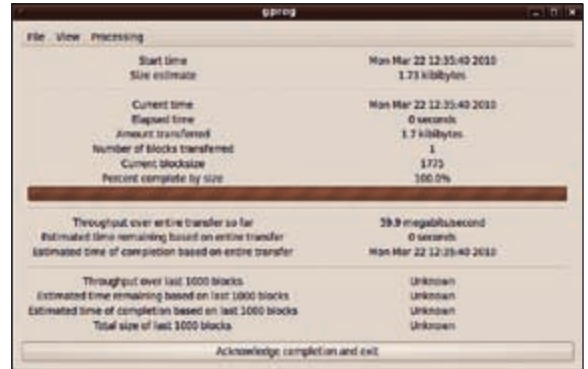 gprog
File View Processing
Start time Mon Mar 22 12:35:40 2010
Size estimate 1.73 kibibytes
Current time Mon Mar 22 12:35:40 2010
Elapsed time 0 seconds
Amount transferred 1.7 kibibytes
Number of blocks transferred 1
Current blocksize 1775
Percent complete by size 100.0%
Throughput over entire transfer so far 39.9 megabits/second
Estimated time remaining based on entire transfer 0 seconds
Estimated time of completion based on entire transfer Mon Mar 22 12:35:40 2010
Throughput over last 1000 blocks Unknown
Estimated time remaining based on last 1000 blocks Unknown
Estimated time of completion based on last 1000 blocks Unknown
Total size of last 1000 blocks Unknown
Acknowledge completion and exit